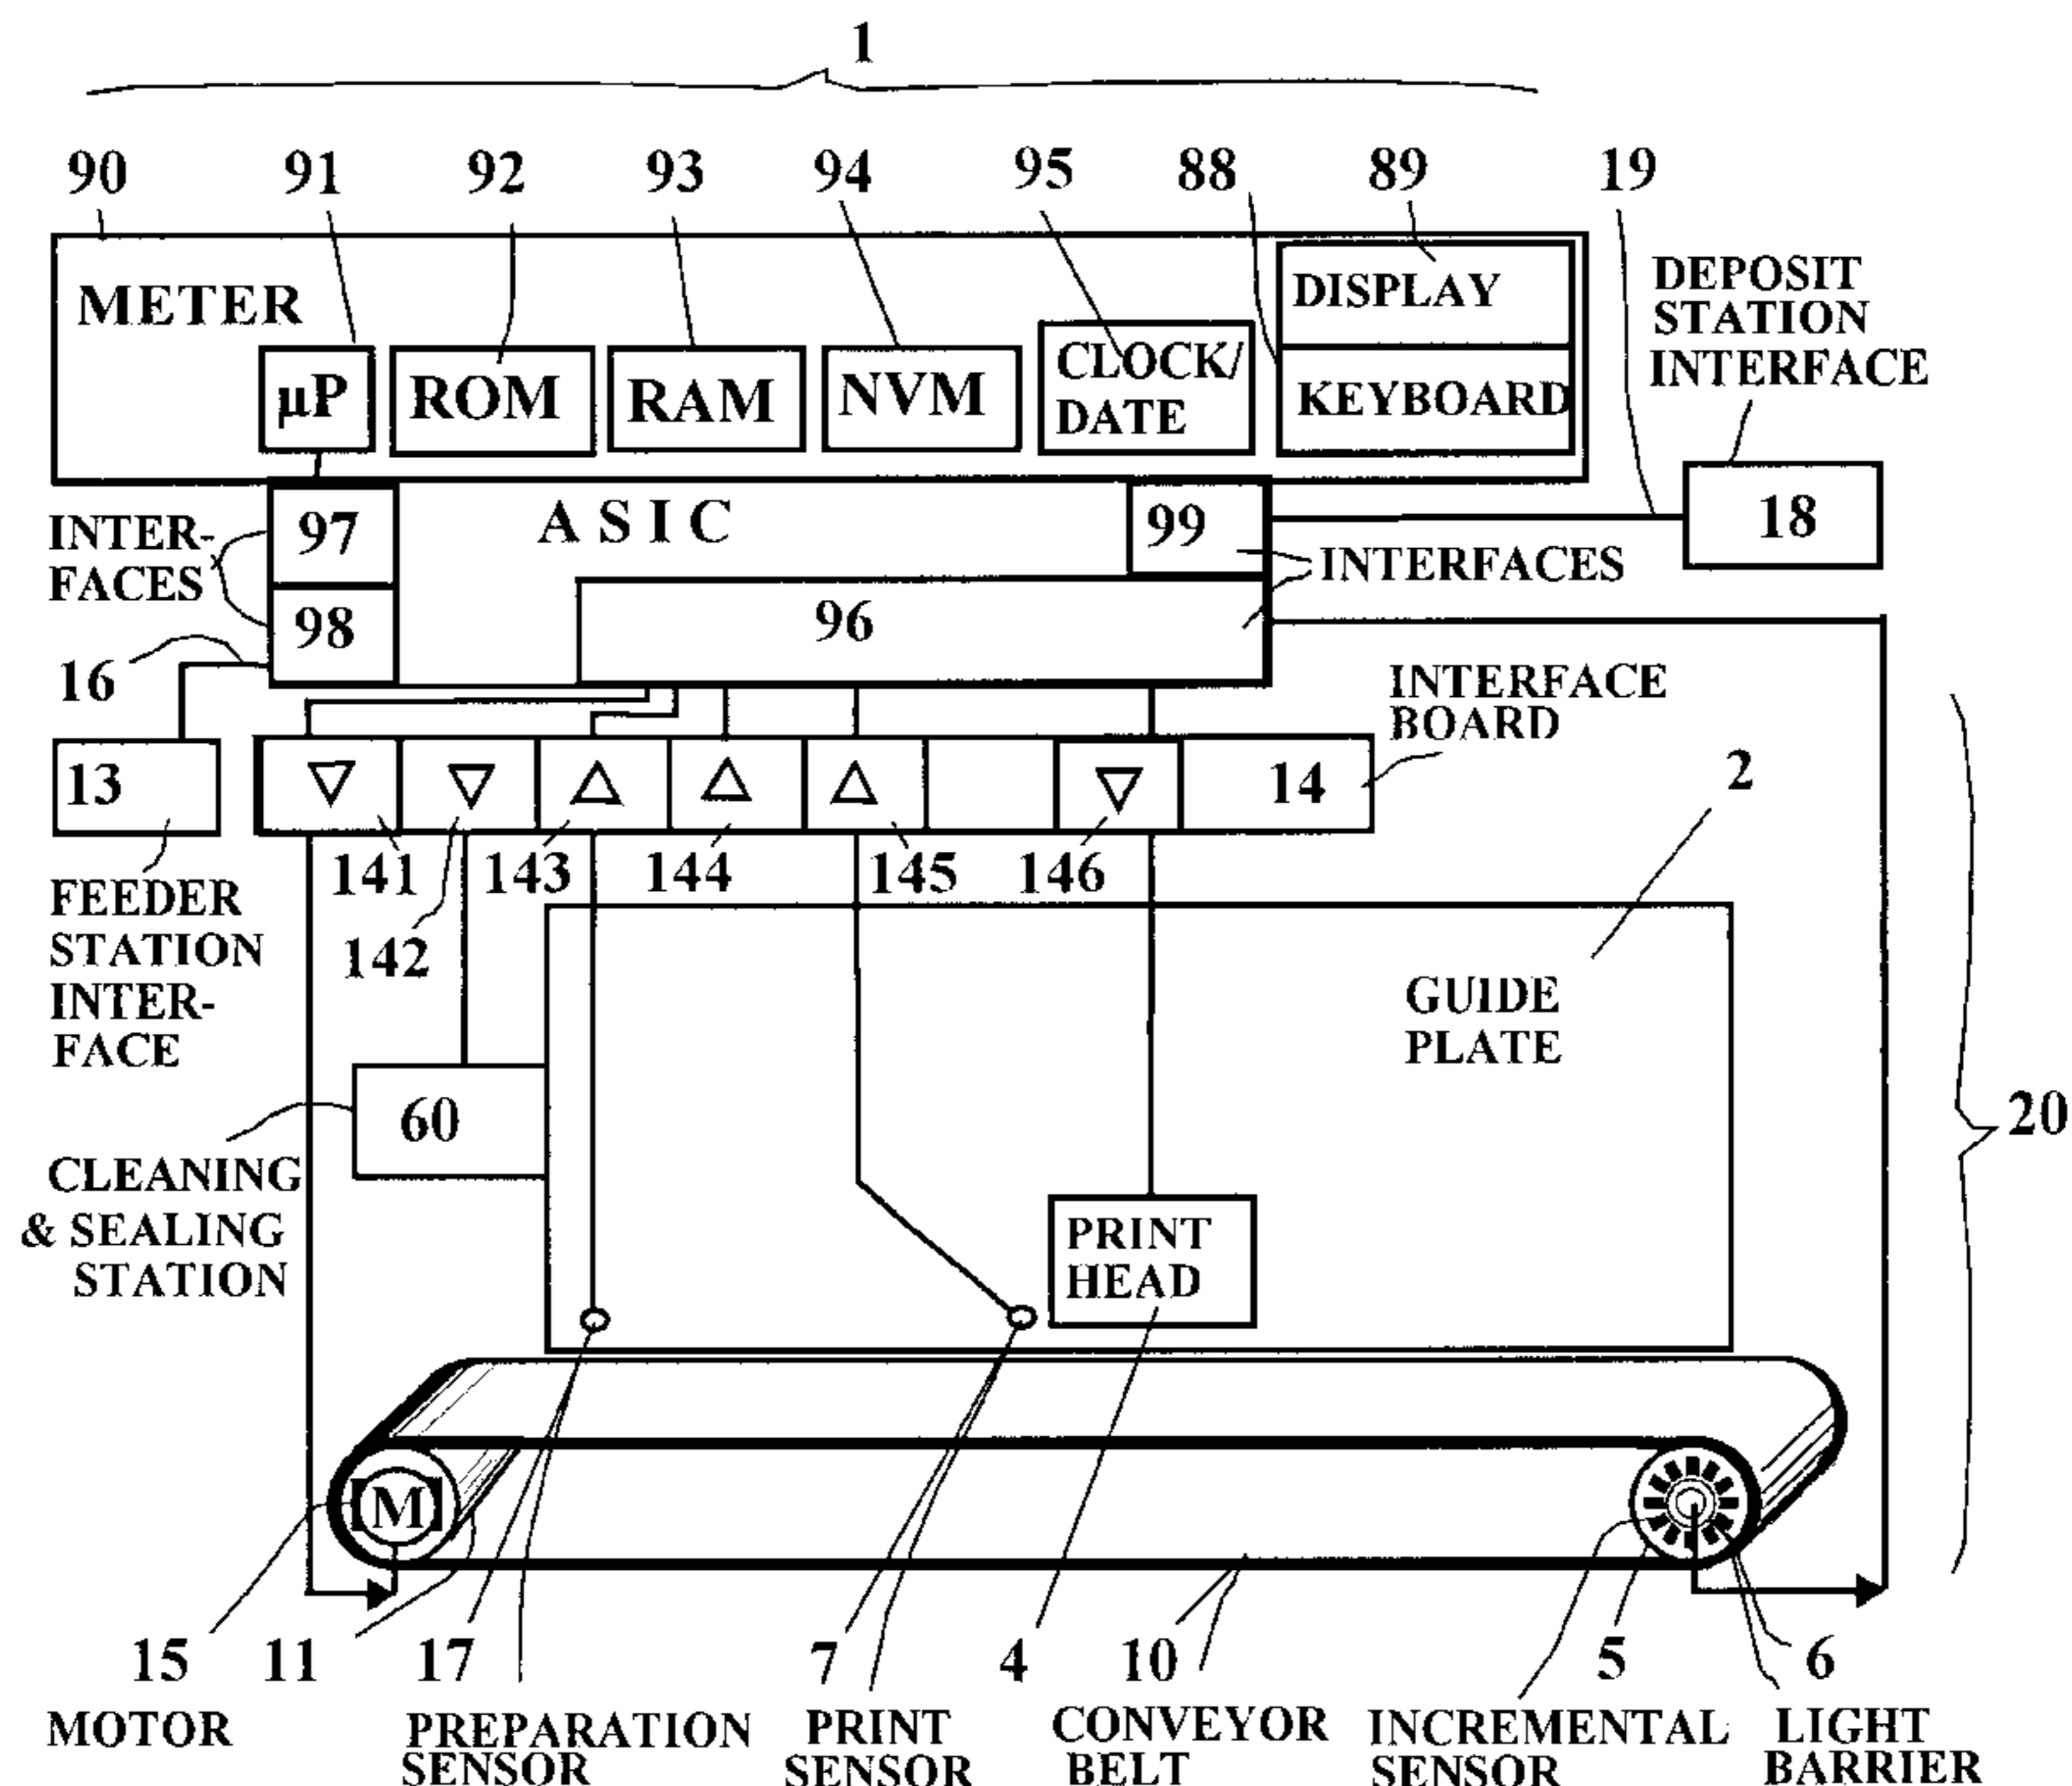 1
90 91 92 93 94 95 88 89 19
METER
DISPLAY
DEPOSIT
STATION
INTERFACE
μP ROM RAM NVM
CLOCK/
DATE
KEYBOARD
INTER-
FACES
97
ASIC
99
18
INTERFACES
98
96
16
INTERFACE
BOARD
13
14
2
141 143 144 145 146
142
FEEDER
STATION
INTER-
FACE
GUIDE
PLATE
60
20
CLEANING
& SEALING
STATION
PRINT
HEAD
M
15 11 17 7 4 10 5 6
MOTOR
PREPARATION
SENSOR
PRINT
SENSOR
CONVEYOR
BELT
INCREMENTAL
SENSOR
LIGHT
BARRIER